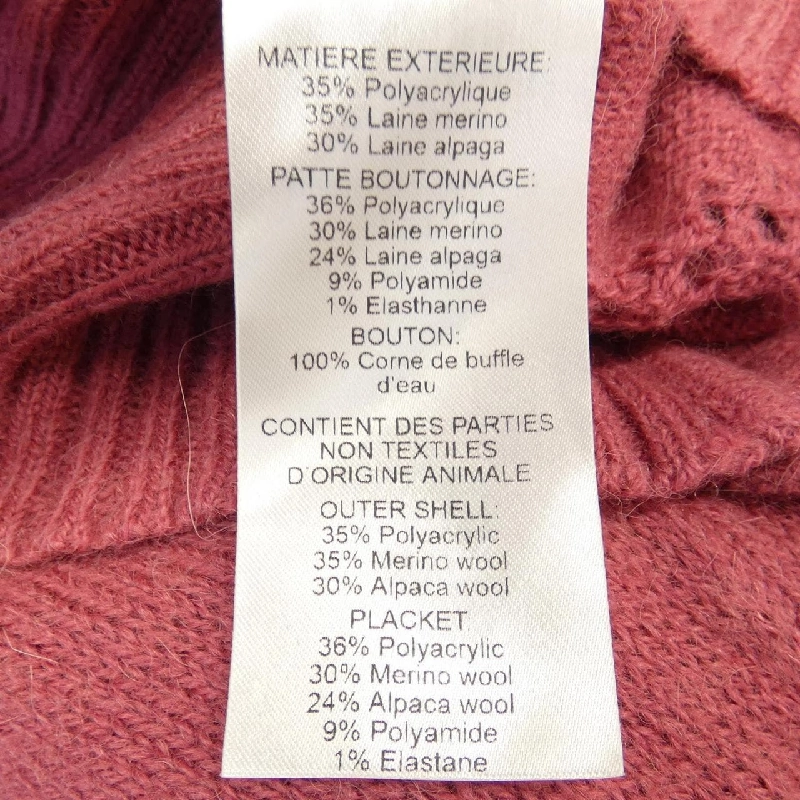 MATIERE EXTERIEURE:
35% Polyacrylique
35% Laine merino
30% Laine alpaga
PATTE BOUTONNAGE:
36% Polyacrylique
30% Laine merino
24% Laine alpaga
9% Polyamide
1% Elasthanne
BOUTON:
100% Corne de buffle
d'eau
CONTIENT DES PARTIES
NON TEXTILES
D'ORIGINE ANIMALE
OUTER SHELL:
35% Polyacrylic
35% Merino wool
30% Alpaca wool
PLACKET
36% Polyacrylic
30% Merino wool
24% Alpaca wool
9% Polyamide
1% Elastane